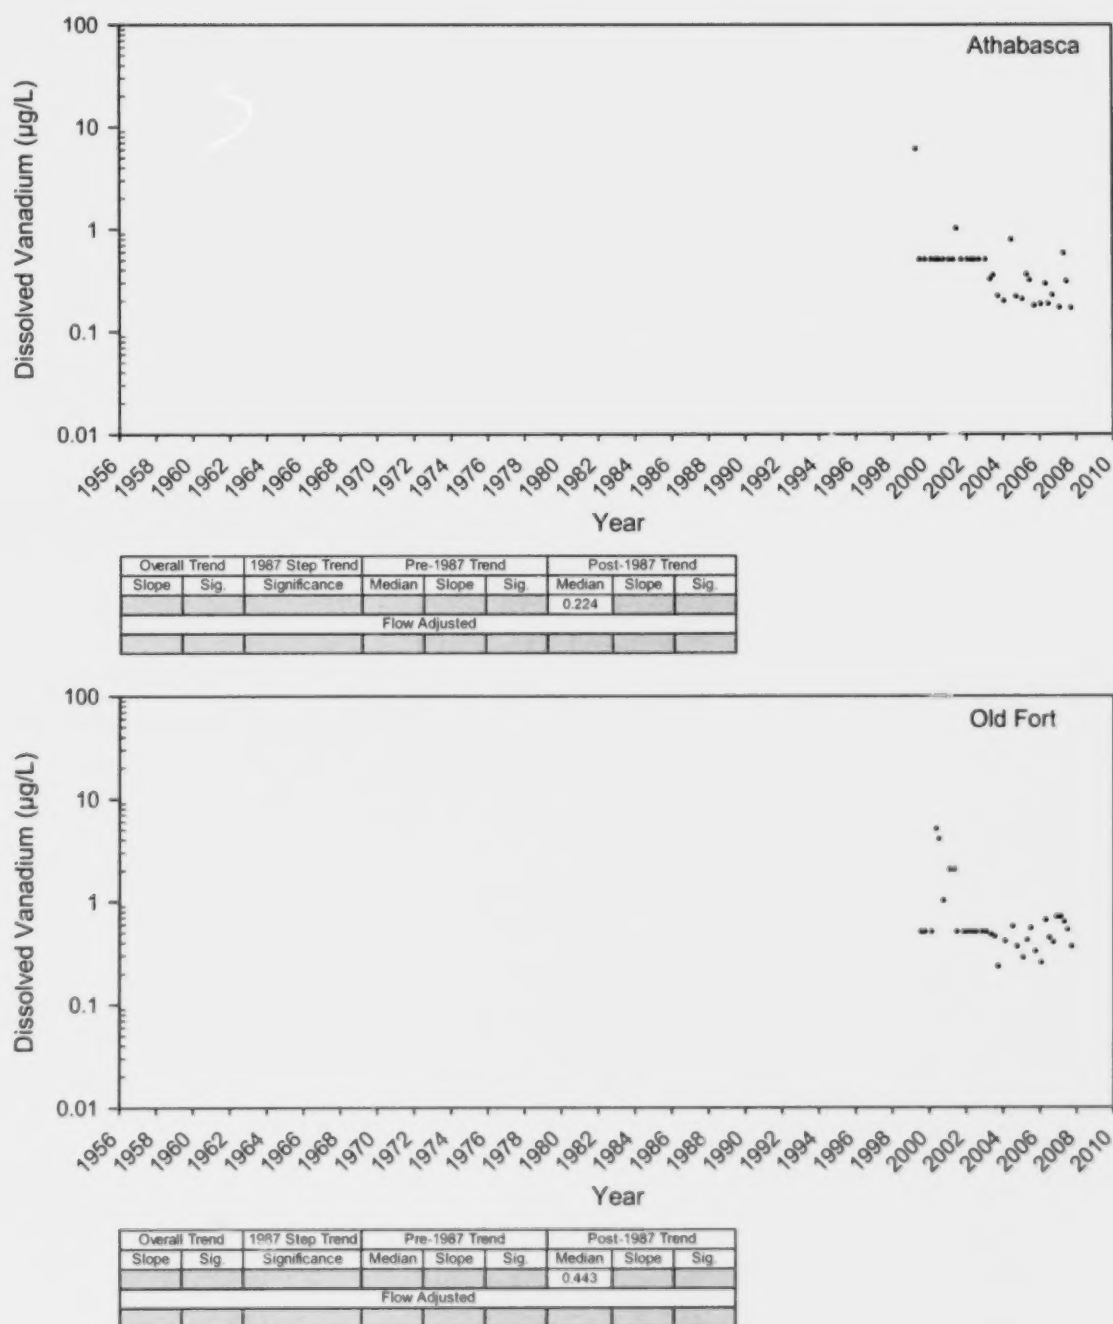 100
Athabasca
10
1
0.1
0.01
Dissolved Vanadium (µg/L)
1956 1958 1960 1962 1964 1966 1968 1970 1972 1974 1976 1978 1980 1982 1984 1986 1988 1990 1992 1994 1996 1998 2000 2002 2004 2006 2008 2010
Year
Overall Trend 1987 Step Trend Pre-1987 Trend Post-1987 Trend
Slope Sig. Significance Median Slope Sig. Median Slope Sig.
0.224
Flow Adjusted
100
Old Fort
10
1
0.1
0.01
Dissolved Vanadium (µg/L)
1956 1958 1960 1962 1964 1966 1968 1970 1972 1974 1976 1978 1980 1982 1984 1986 1988 1990 1992 1994 1996 1998 2000 2002 2004 2006 2008 2010
Year
Overall Trend 1987 Step Trend Pre-1987 Trend Post-1987 Trend
Slope Sig. Significance Median Slope Sig. Median Slope Sig.
0.443
Flow Adjusted